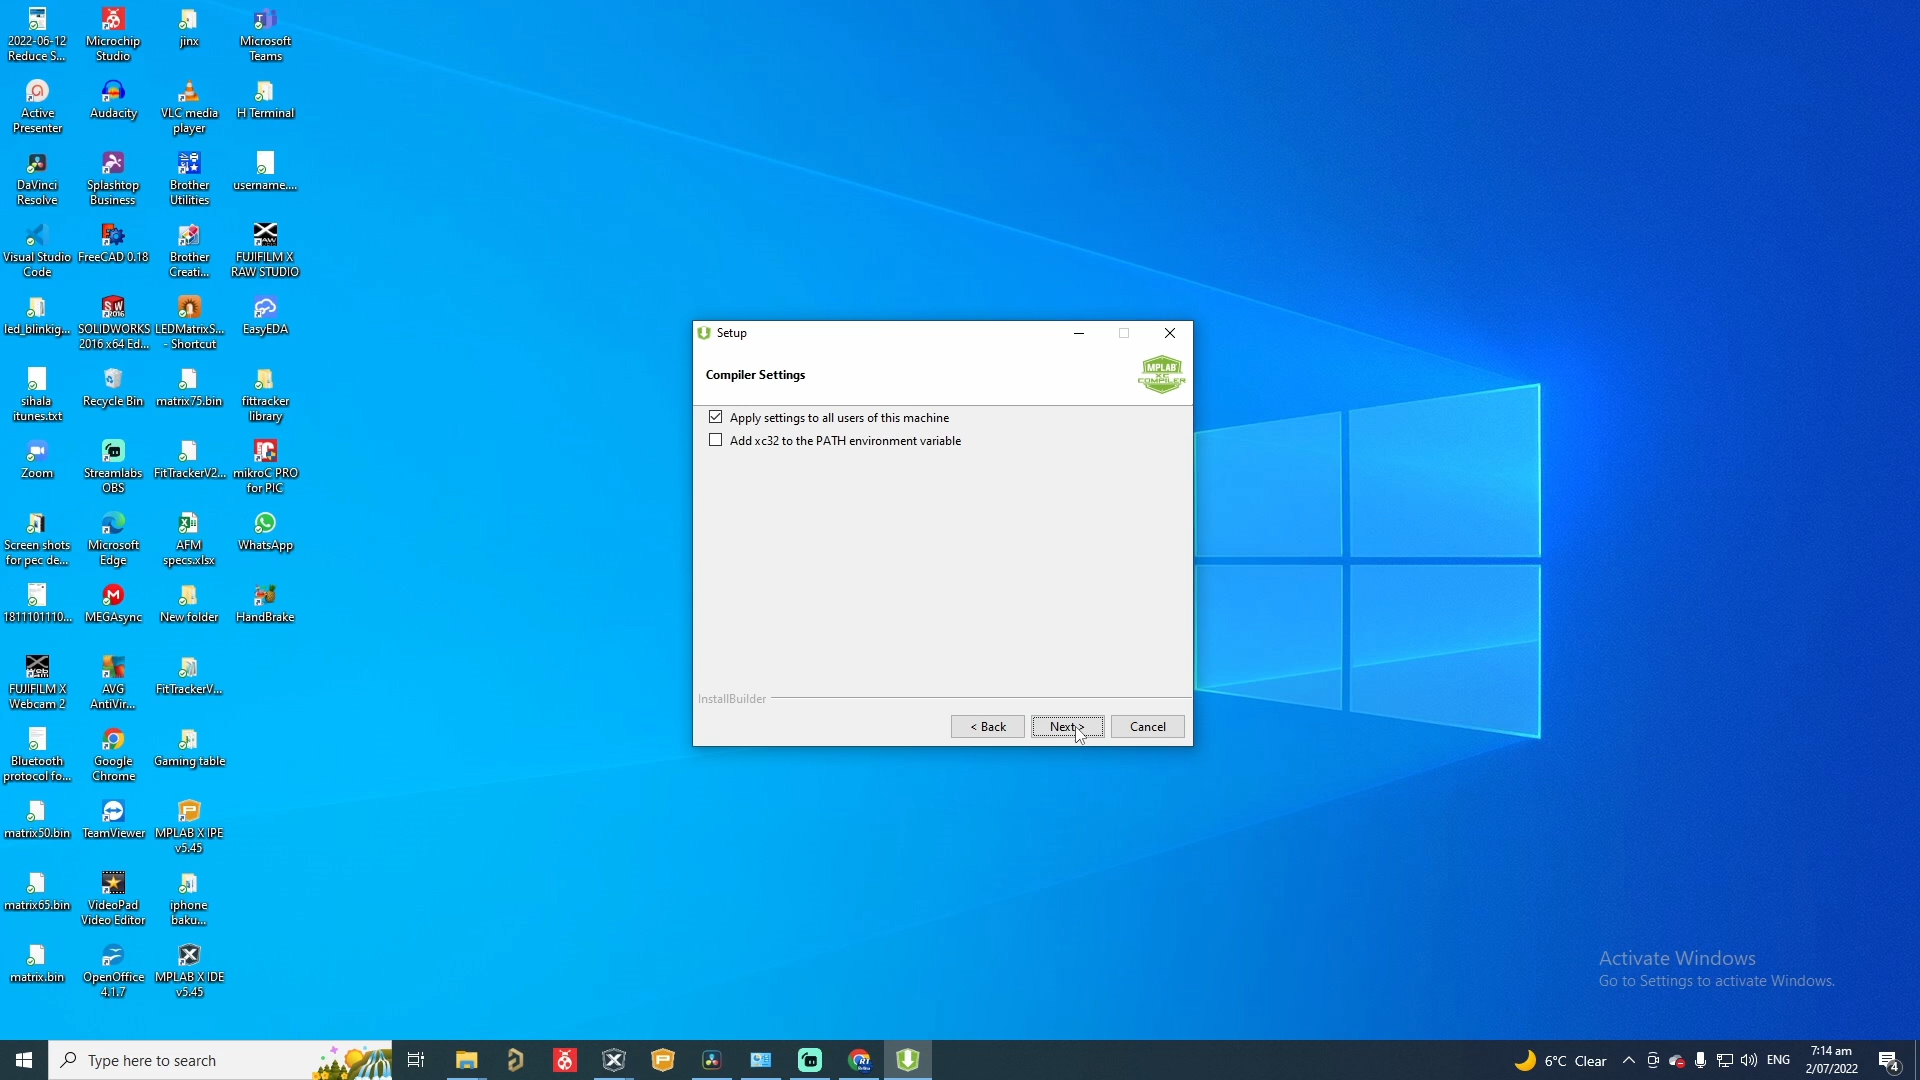 2022-06-12
Reduce S...
Microchip
Studio
jinx
Microsoft
Teams
Active
Presenter
Audacity
VLC media
player
H Terminal
DaVinci
Resolve
Splashtop
Business
Brother
Utilities
username....
Visual Studio
Code
FreeCAD 0.18
Brother
Creati...
FUJIFILM X
RAW STUDIO
led_blinkig...
SOLIDWORKS
2016 x64 Ed...
LEDMatrixS...
- Shortcut
EasyEDA
sihala
itunes.txt
Recycle Bin
matrix75.bin
fittracker
library
Zoom
Streamlabs
OBS
FitTrackerV2...
mikroC PRO
for PIC
Screen shots
for pec de...
Microsoft
Edge
AFM
specs.xlsx
WhatsApp
1811101110...
MEGAsync
New folder
HandBrake
FUJIFILM X
Webcam 2
AVG
AntiVir...
FitTrackerV...
Bluetooth
protocol fo...
Google
Chrome
Gaming table
matrix50.bin
TeamViewer
MPLAB X IPE
v5.45
matrix65.bin
VideoPad
Video Editor
iphone
baku...
matrix.bin
OpenOffice
4.1.7
MPLAB X IDE
v5.45
Setup
Compiler Settings
MPLAB
XC
COMPILER
Apply settings to all users of this machine
Add xc32 to the PATH environment variable
InstallBuilder
< Back
Next >
Cancel
Activate Windows
Go to Settings to activate Windows.
Type here to search
6°C Clear
ENG
7:14 am
2/07/2022
4